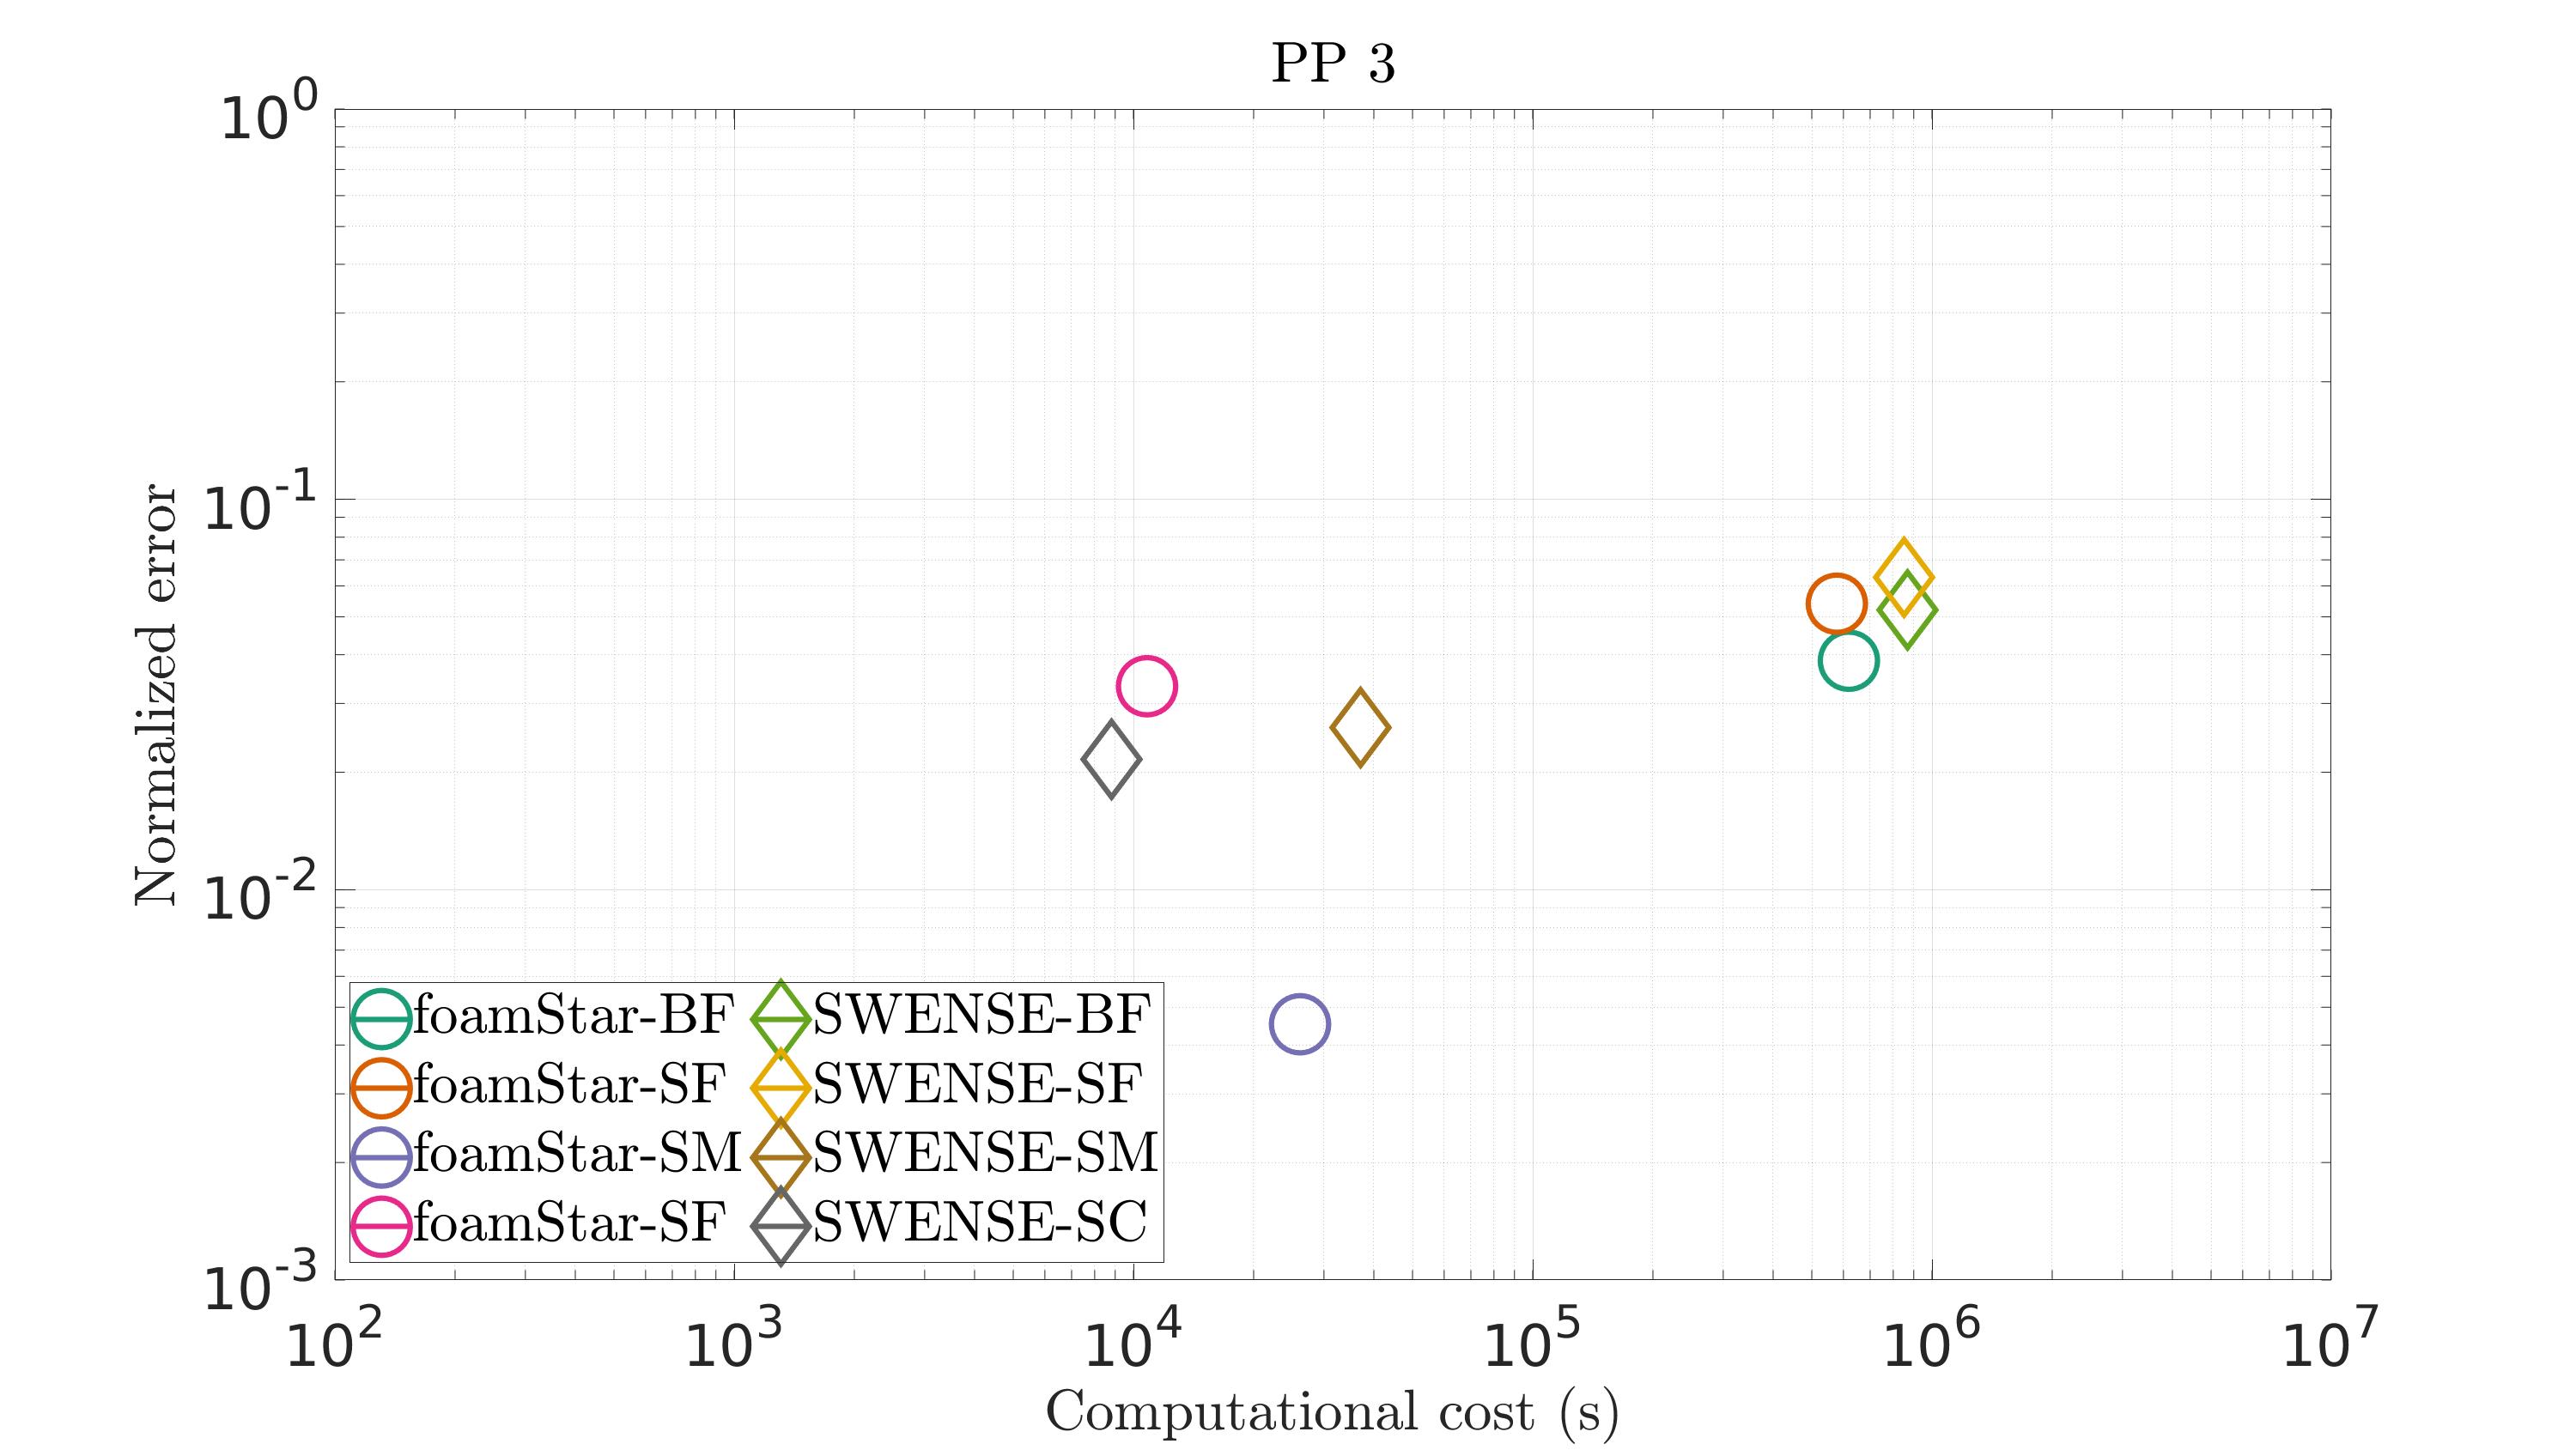 PP 3
10^0
10^-1
10^-2
10^-3
Normalized error
foamStar-BF
foamStar-SF
foamStar-SM
foamStar-SF
SWENSE-BF
SWENSE-SF
SWENSE-SM
SWENSE-SC
10^2 10^3 10^4 10^5 10^6 10^7
Computational cost (s)